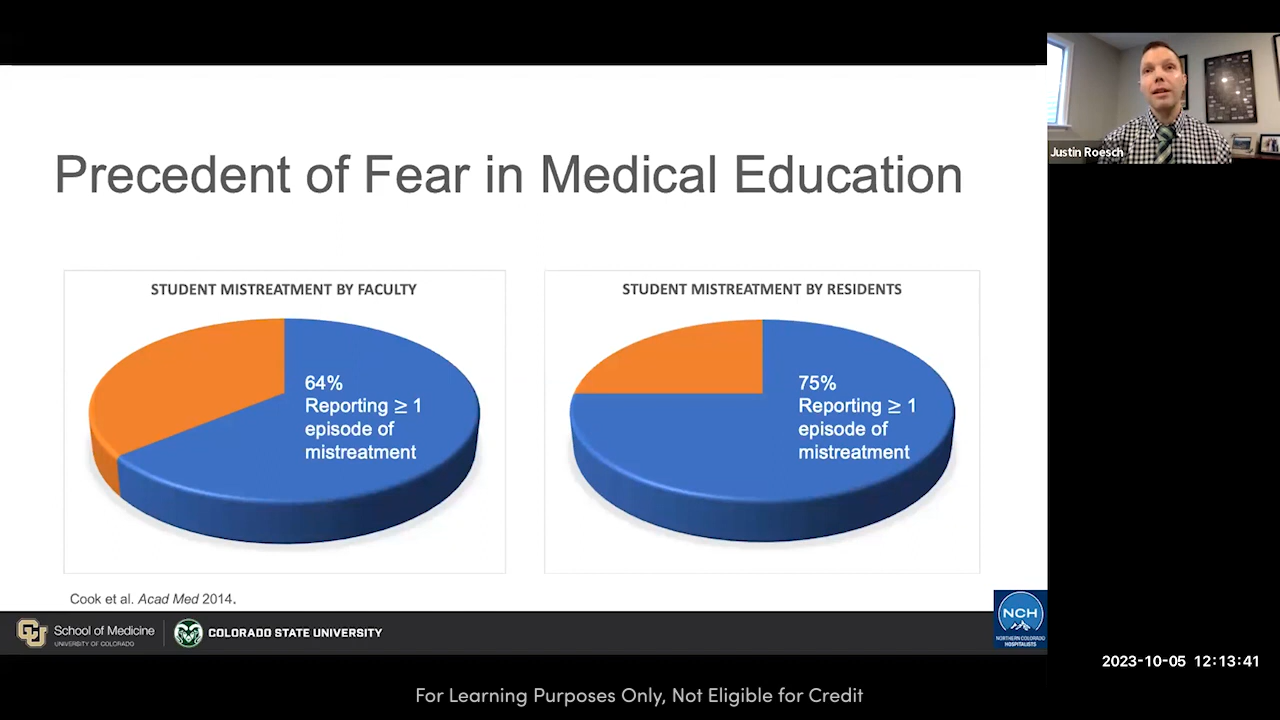 Precedent of Fear in Medical Education
STUDENT MISTREATMENT BY FACULTY
64%
Reporting ≥ 1
episode of
mistreatment
STUDENT MISTREATMENT BY RESIDENTS
75%
Reporting ≥ 1
episode of
mistreatment
Cook et al. Acad Med 2014.
School of Medicine
UNIVERSITY OF COLORADO
COLORADO STATE UNIVERSITY
NCH
NORTHERN COLORADO
HOSPITALISTS
Justin Roesch
2023-10-05 12:13:41
For Learning Purposes Only, Not Eligible for Credit